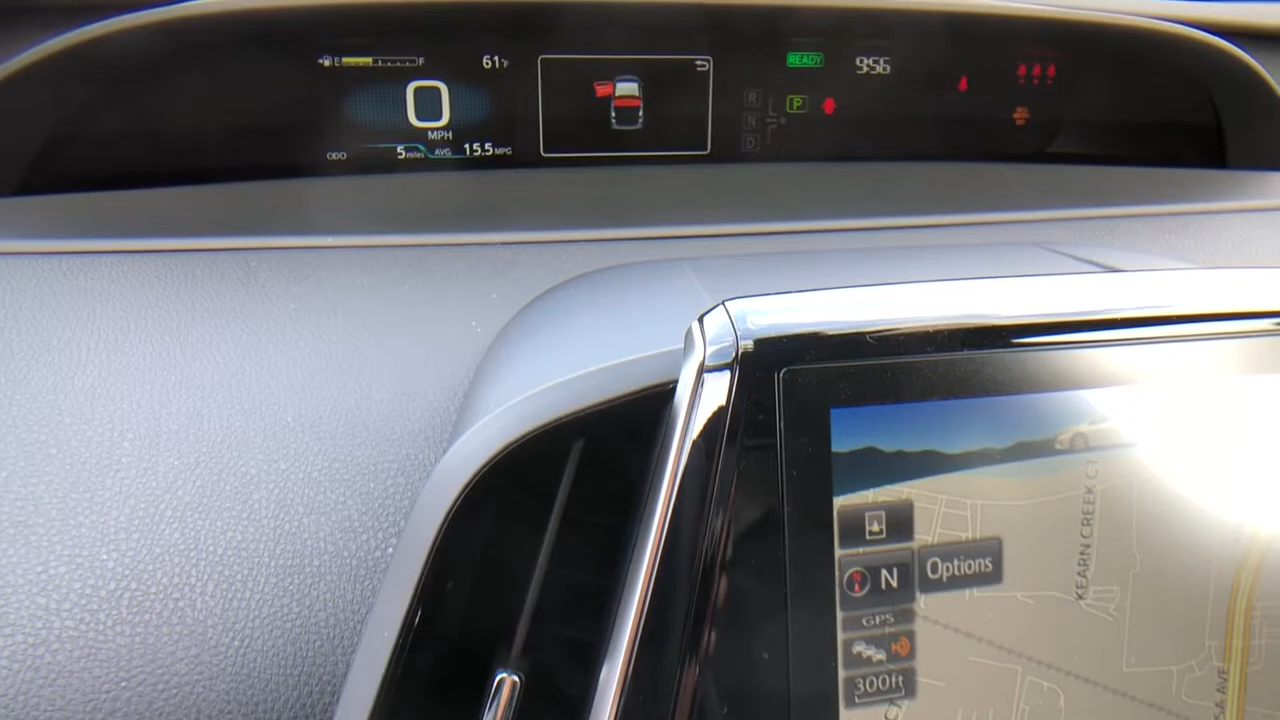 E F
61°F
0
MPH
ODO 5 miles AVG 15.5 MPG
READY
9:56
R
N
D
P
KEARN CREEK CT
N
N
Options
GPS
300ft